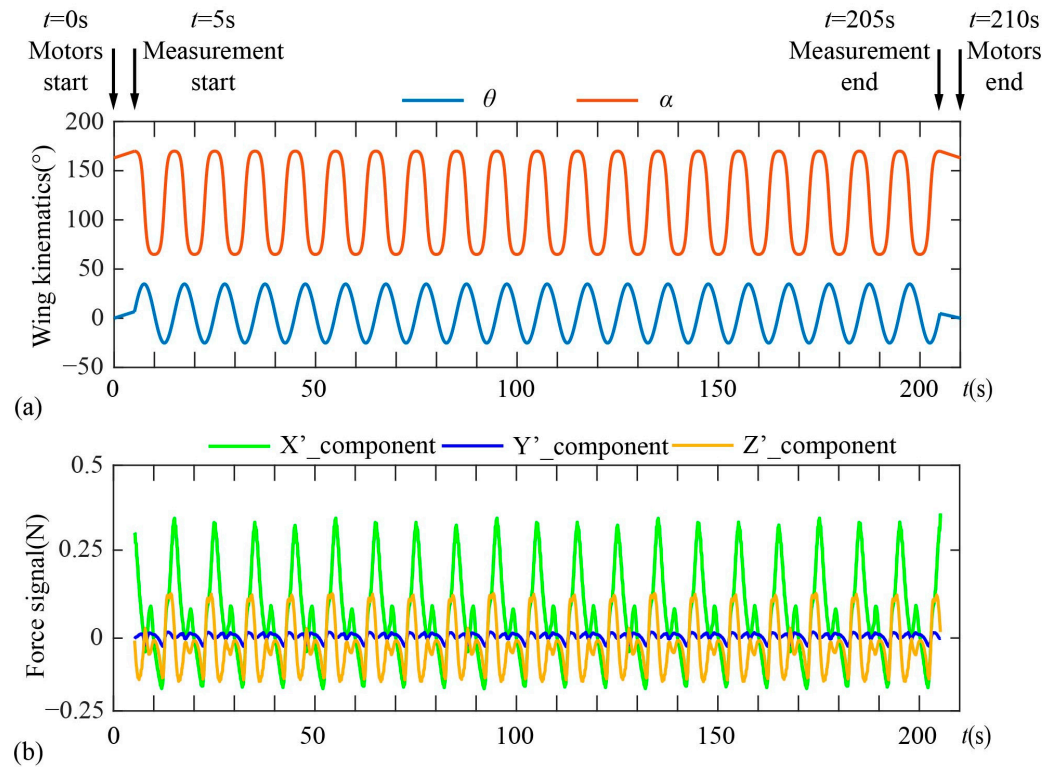 t=0s t=5s t=205s t=210s
Motors Measurement Measurement Motors
start start end end
θ α
200
150
100
50
0
−50
Wing kinematics(°)
0 50 100 150 200 t(s)
(a)
X’_component Y’_component Z’_component
0.5
0.25
0
−0.25
Force signal(N)
0 50 100 150 200 t(s)
(b)